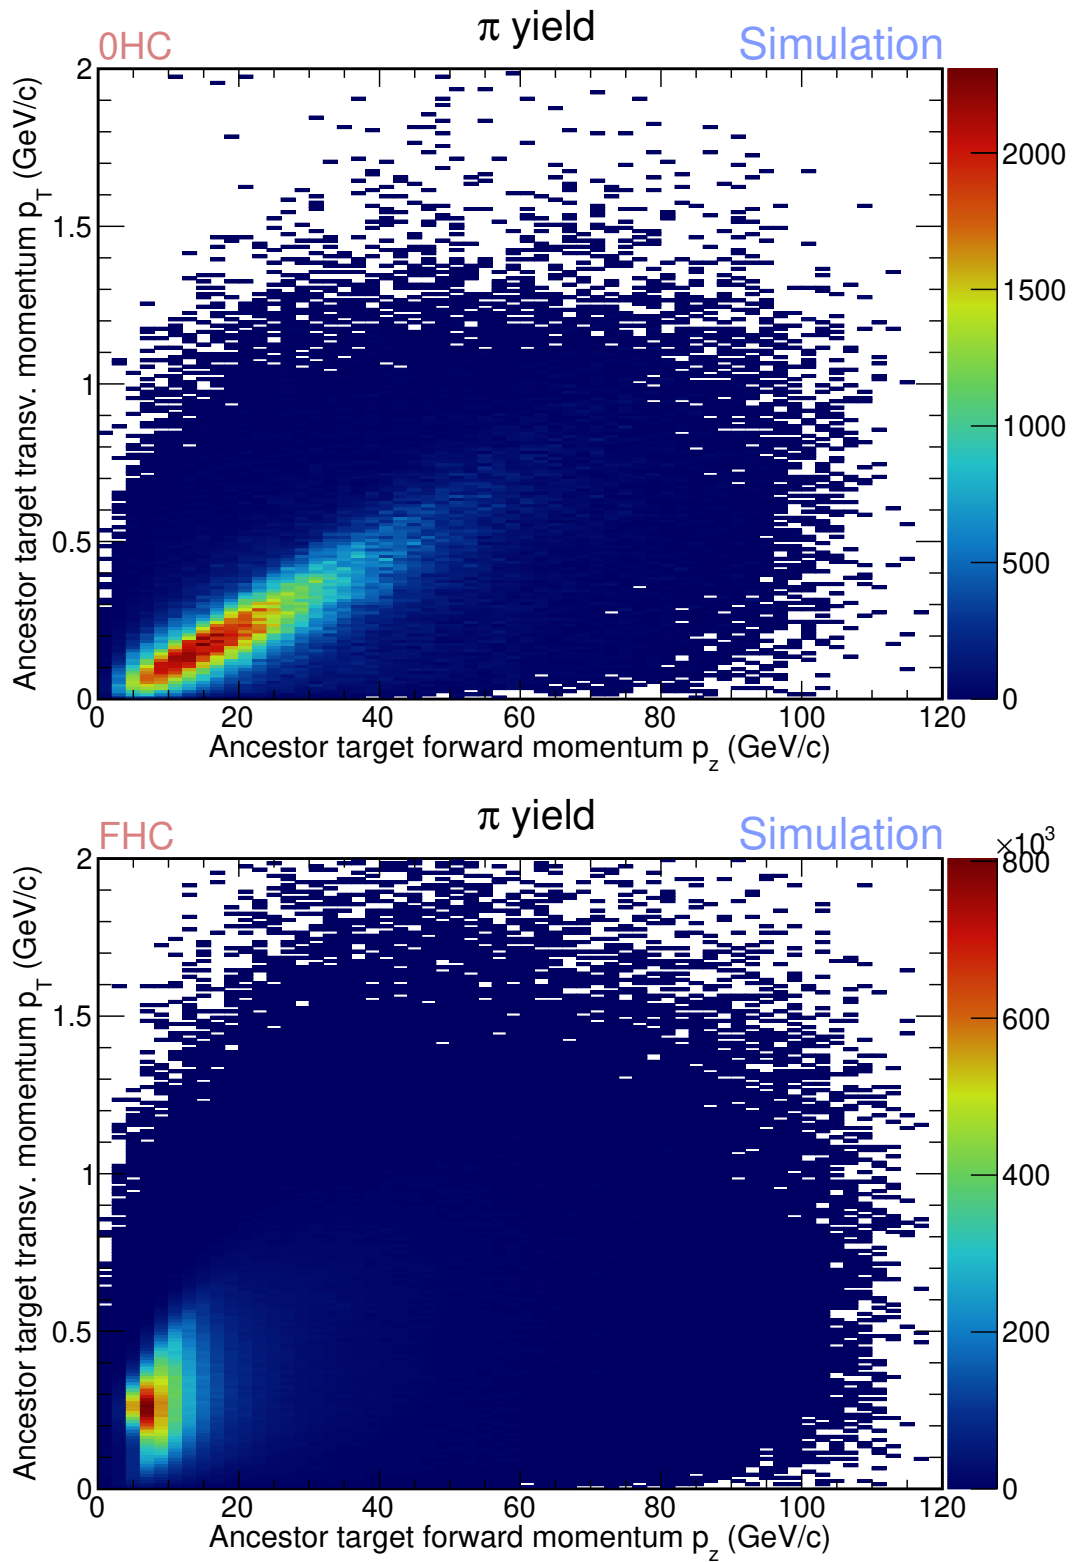 0HC π yield Simulation
Ancestor target transv. momentum p_T (GeV/c)
2
1.5
1
0.5
0
0 20 40 60 80 100 120
Ancestor target forward momentum p_z (GeV/c)
2000
1500
1000
500
0
FHC π yield Simulation
×10³
Ancestor target transv. momentum p_T (GeV/c)
2
1.5
1
0.5
0
0 20 40 60 80 100 120
Ancestor target forward momentum p_z (GeV/c)
800
600
400
200
0